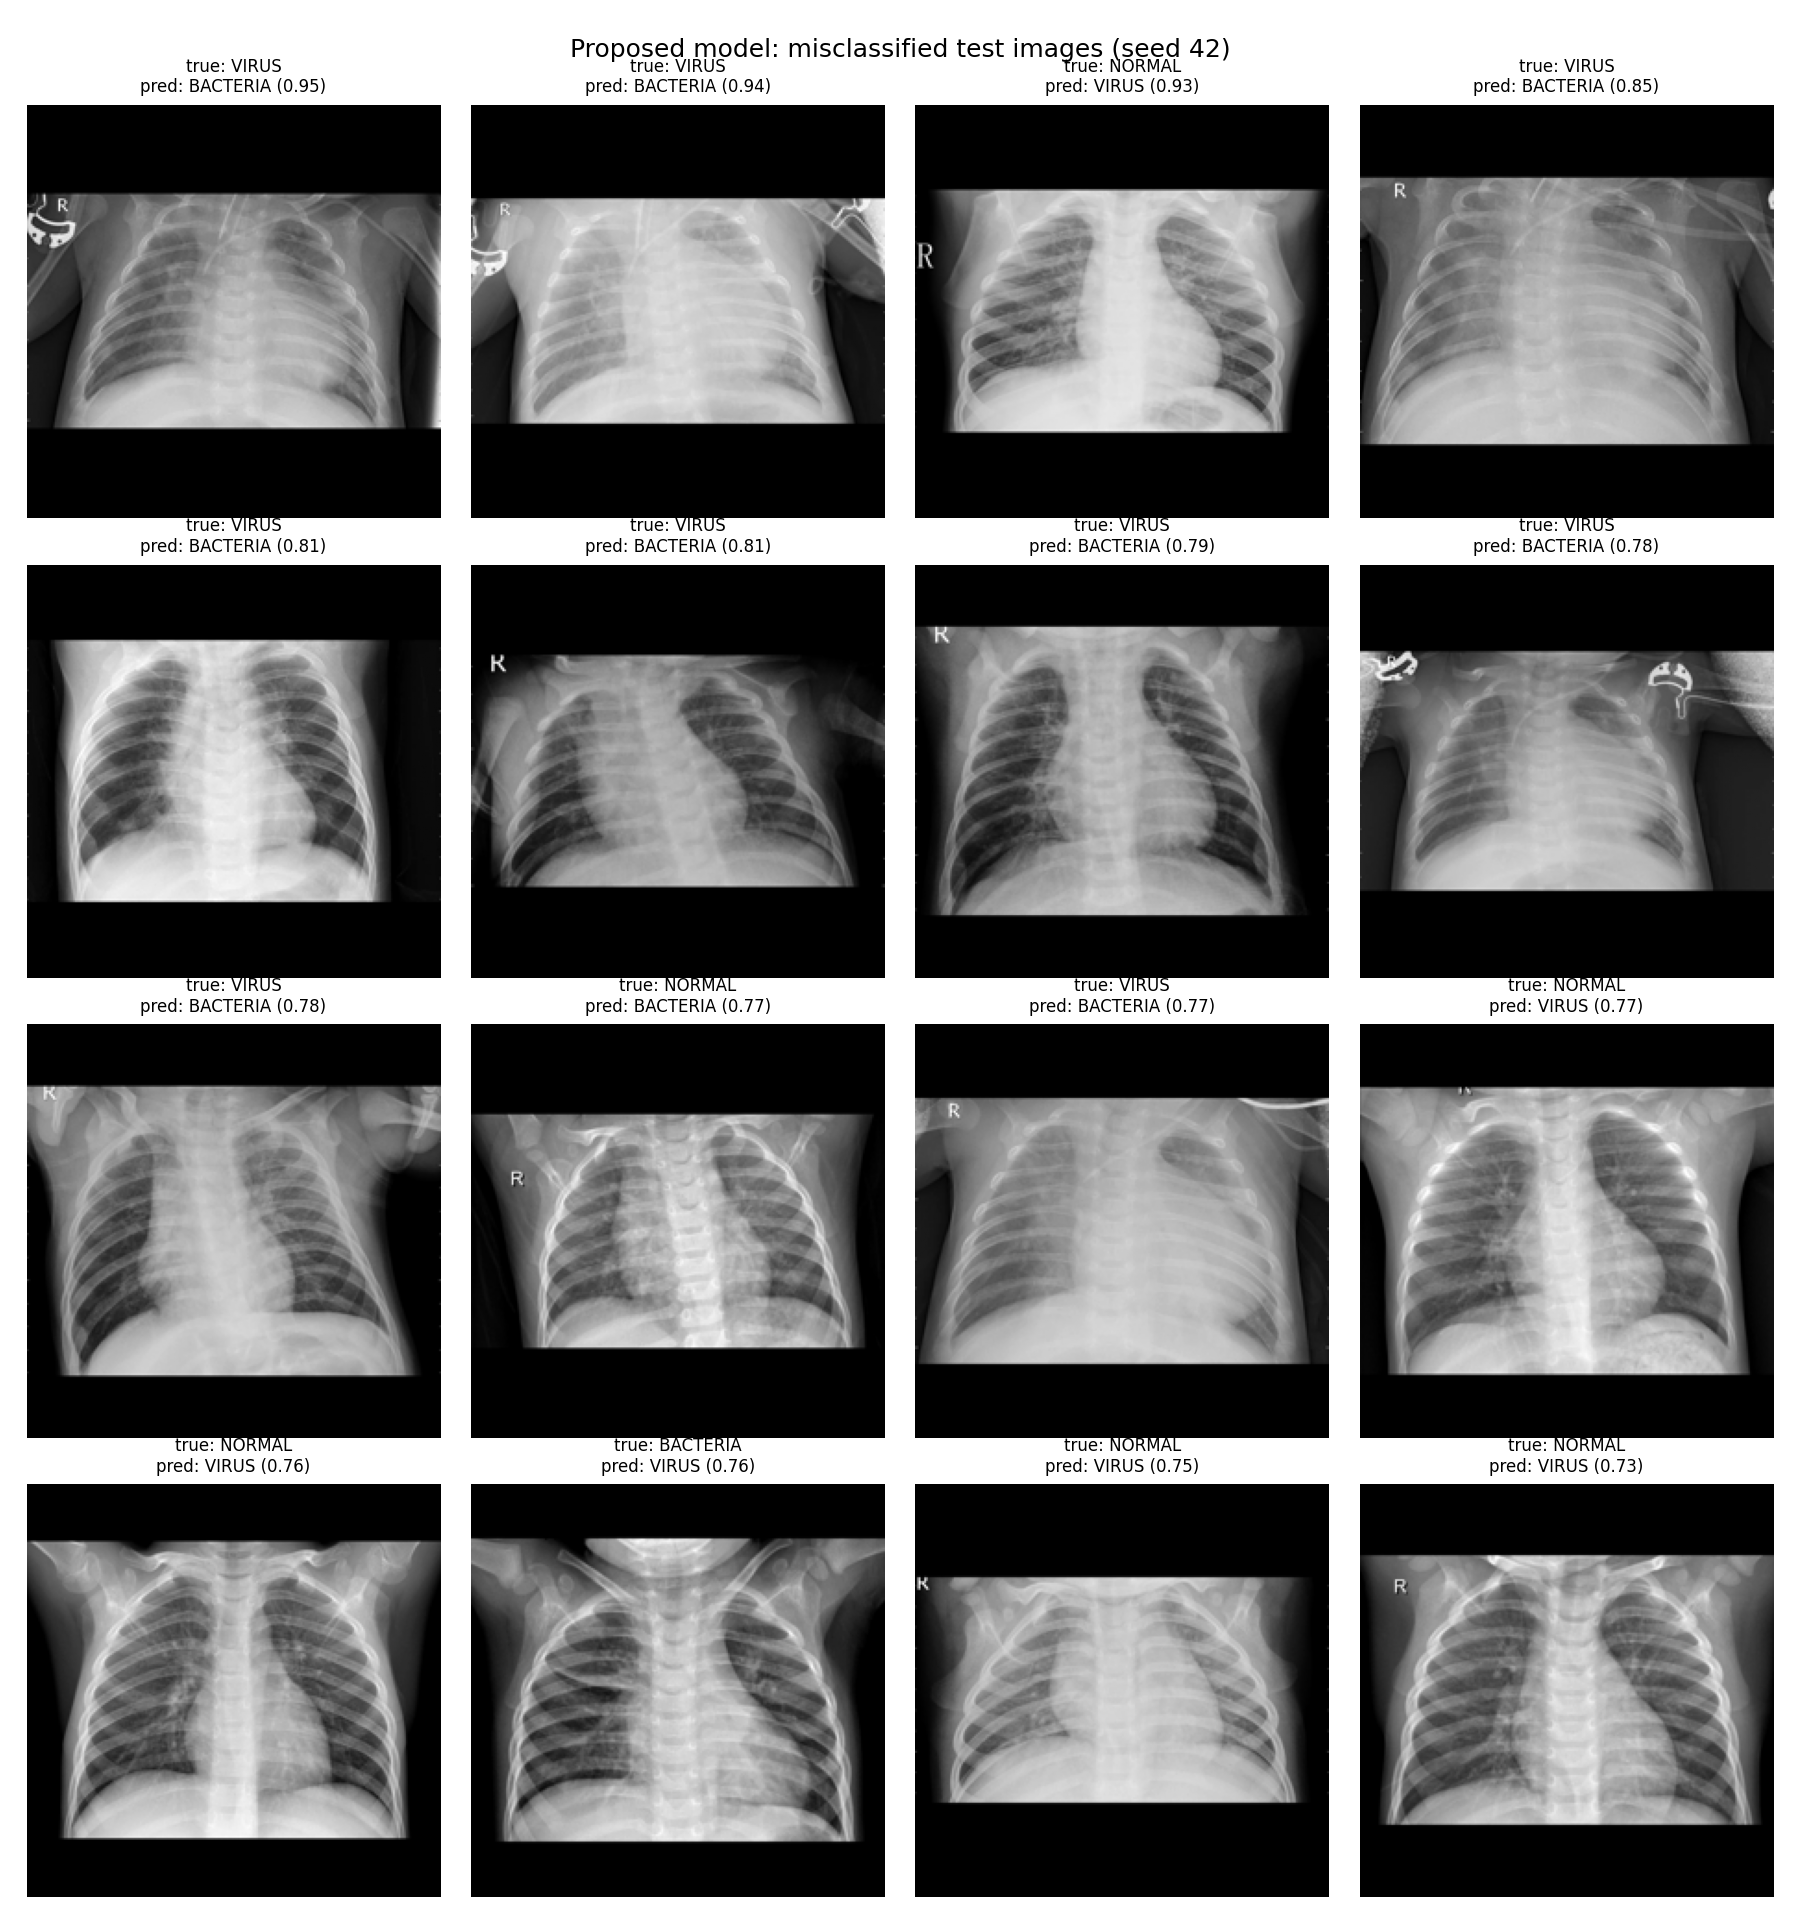 Proposed model: misclassified test images (seed 42)
true: VIRUS
pred: BACTERIA (0.95)
true: VIRUS
pred: BACTERIA (0.94)
true: NORMAL
pred: VIRUS (0.93)
true: VIRUS
pred: BACTERIA (0.85)
R
R
R
R
true: VIRUS
pred: BACTERIA (0.81)
true: VIRUS
pred: BACTERIA (0.81)
true: VIRUS
pred: BACTERIA (0.79)
true: VIRUS
pred: BACTERIA (0.78)
R
R
R
true: VIRUS
pred: BACTERIA (0.78)
true: NORMAL
pred: BACTERIA (0.77)
true: VIRUS
pred: BACTERIA (0.77)
true: NORMAL
pred: VIRUS (0.77)
R
R
R
R
true: NORMAL
pred: VIRUS (0.76)
true: BACTERIA
pred: VIRUS (0.76)
true: NORMAL
pred: VIRUS (0.75)
true: NORMAL
pred: VIRUS (0.73)
R
R